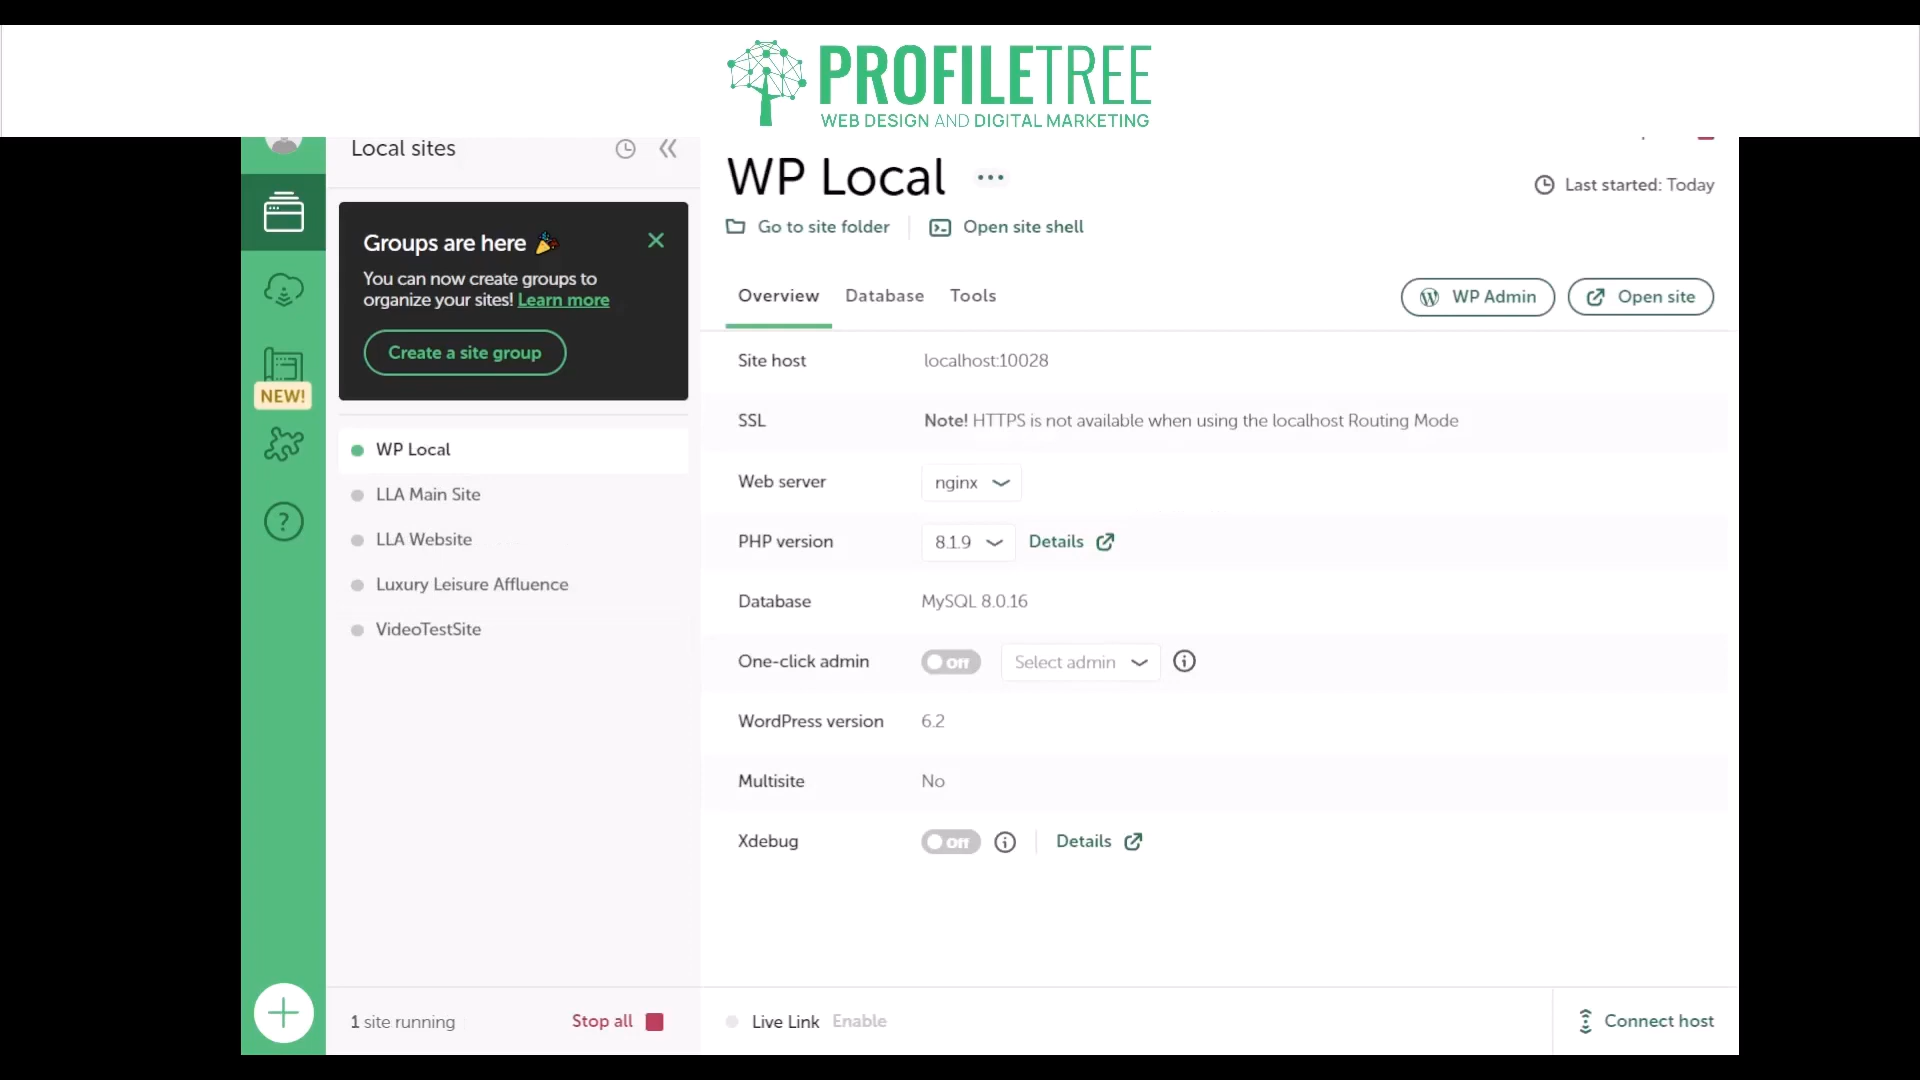 PROFILETREE
WEB DESIGN AND DIGITAL MARKETING
Local sites
Groups are here
You can now create groups to
organize your sites! Learn more
Create a site group
NEW!
WP Local
LLA Main Site
LLA Website
Luxury Leisure Affluence
VideoTestSite
1 site running
Stop all
WP Local
Last started: Today
Go to site folder
Open site shell
Overview Database Tools
WP Admin
Open site
Site host localhost:10028
SSL Note! HTTPS is not available when using the localhost Routing Mode
Web server nginx
PHP version 8.1.9 Details
Database MySQL 8.0.16
One-click admin Off Select admin
WordPress version 6.2
Multisite No
Xdebug Off Details
Live Link Enable
Connect host